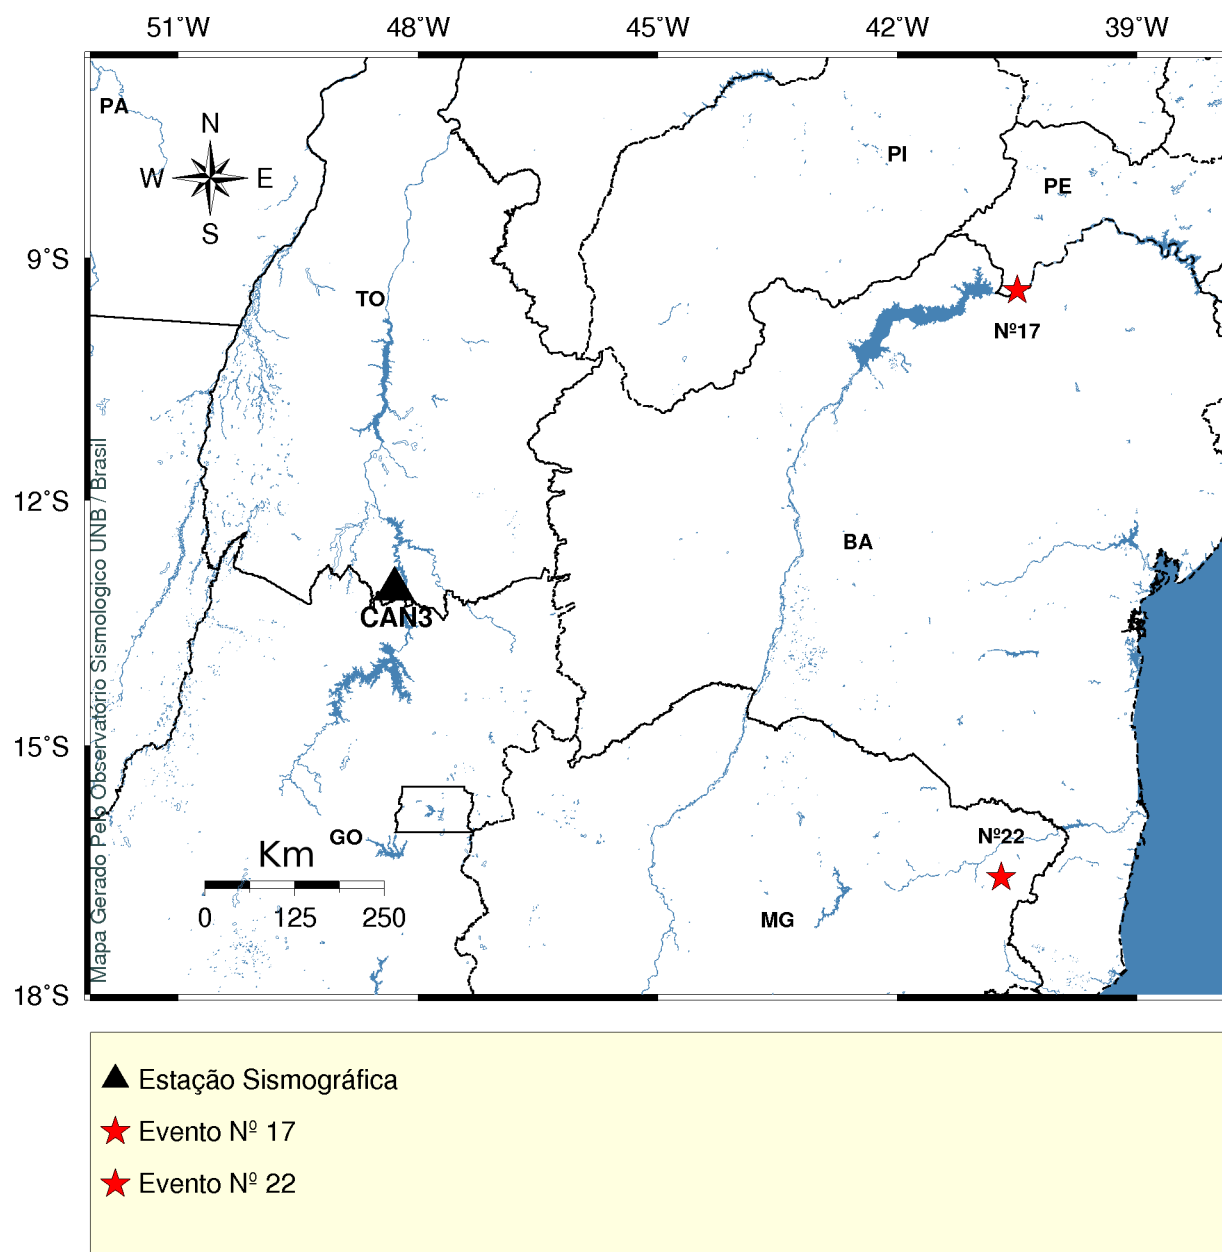 51°W 48°W 45°W 42°W 39°W
PA
N
W E
S
PI
PE
9°S
TO
Nº17
12°S
BA
CAN3
15°S
GO
Nº22
Km
0 125 250
MG
18°S
Mapa Gerado Pelo Observatório Sismologico UNB / Brasil
Estação Sismográfica
Evento Nº 17
Evento Nº 22